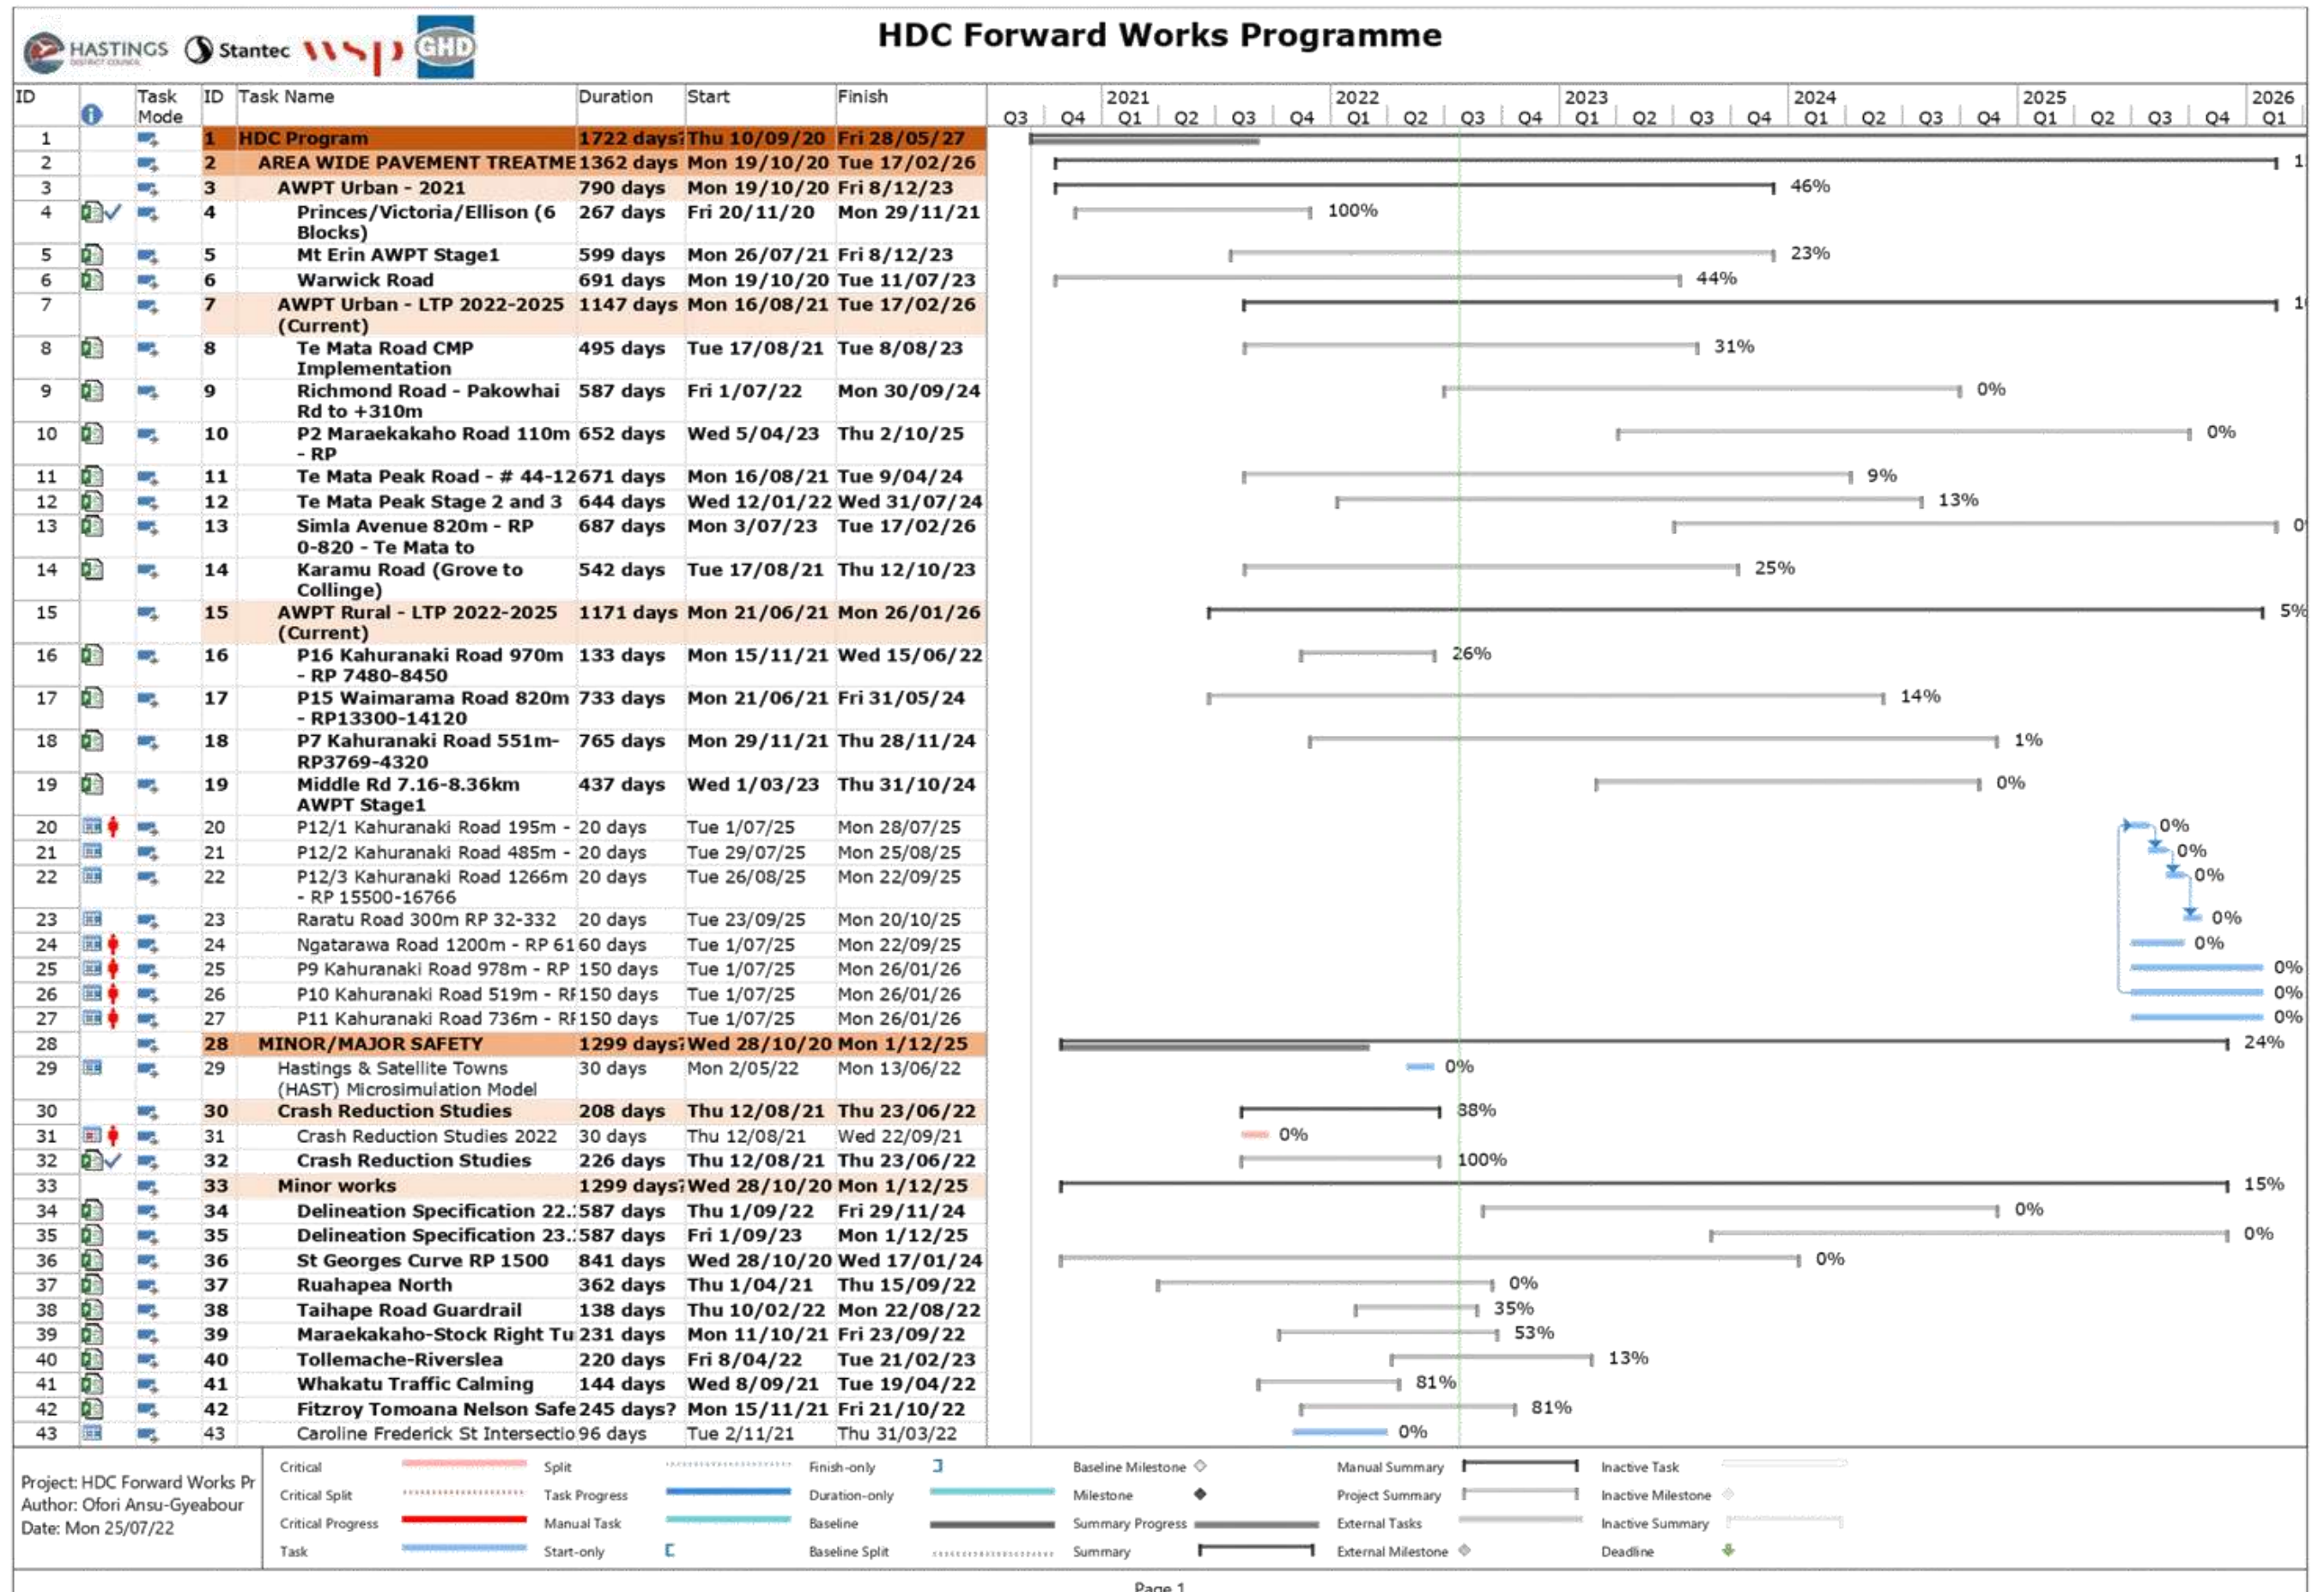 HASTINGS
DISTRICT COUNCIL
Stantec
wsp
GHD
HDC Forward Works Programme
ID Task Mode ID Task Name Duration Start Finish
2021 2022 2023 2024 2025 2026
Q3 Q4 Q1 Q2 Q3 Q4 Q1 Q2 Q3 Q4 Q1 Q2 Q3 Q4 Q1 Q2 Q3 Q4 Q1 Q2 Q3 Q4 Q1
1 1 HDC Program 1722 days? Thu 10/09/20 Fri 28/05/27
2 2 AREA WIDE PAVEMENT TREATME 1362 days Mon 19/10/20 Tue 17/02/26 1
3 3 AWPT Urban - 2021 790 days Mon 19/10/20 Fri 8/12/23 46%
4 4 Princes/Victoria/Ellison (6 267 days Fri 20/11/20 Mon 29/11/21 100%
Blocks)
5 5 Mt Erin AWPT Stage1 599 days Mon 26/07/21 Fri 8/12/23 23%
6 6 Warwick Road 691 days Mon 19/10/20 Tue 11/07/23 44%
7 7 AWPT Urban - LTP 2022-2025 1147 days Mon 16/08/21 Tue 17/02/26 1
(Current)
8 8 Te Mata Road CMP 495 days Tue 17/08/21 Tue 8/08/23 31%
Implementation
9 9 Richmond Road - Pakowhai 587 days Fri 1/07/22 Mon 30/09/24 0%
Rd to +310m
10 10 P2 Maraekakaho Road 110m 652 days Wed 5/04/23 Thu 2/10/25 0%
- RP
11 11 Te Mata Peak Road - # 44-12 671 days Mon 16/08/21 Tue 9/04/24 9%
12 12 Te Mata Peak Stage 2 and 3 644 days Wed 12/01/22 Wed 31/07/24 13%
13 13 Simla Avenue 820m - RP 687 days Mon 3/07/23 Tue 17/02/26 0
0-820 - Te Mata to
14 14 Karamu Road (Grove to 542 days Tue 17/08/21 Thu 12/10/23 25%
Collinge)
15 15 AWPT Rural - LTP 2022-2025 1171 days Mon 21/06/21 Mon 26/01/26 5%
(Current)
16 16 P16 Kahuranaki Road 970m 133 days Mon 15/11/21 Wed 15/06/22 26%
- RP 7480-8450
17 17 P15 Waimarama Road 820m 733 days Mon 21/06/21 Fri 31/05/24 14%
- RP13300-14120
18 18 P7 Kahuranaki Road 551m- 765 days Mon 29/11/21 Thu 28/11/24 1%
RP3769-4320
19 19 Middle Rd 7.16-8.36km 437 days Wed 1/03/23 Thu 31/10/24 0%
AWPT Stage1
20 20 P12/1 Kahuranaki Road 195m - 20 days Tue 1/07/25 Mon 28/07/25 0%
21 21 P12/2 Kahuranaki Road 485m - 20 days Tue 29/07/25 Mon 25/08/25 0%
22 22 P12/3 Kahuranaki Road 1266m 20 days Tue 26/08/25 Mon 22/09/25 0%
- RP 15500-16766
23 23 Raratu Road 300m RP 32-332 20 days Tue 23/09/25 Mon 20/10/25 0%
24 24 Ngatarawa Road 1200m - RP 61 60 days Tue 1/07/25 Mon 22/09/25 0%
25 25 P9 Kahuranaki Road 978m - RP 150 days Tue 1/07/25 Mon 26/01/26 0%
26 26 P10 Kahuranaki Road 519m - RP 150 days Tue 1/07/25 Mon 26/01/26 0%
27 27 P11 Kahuranaki Road 736m - RP 150 days Tue 1/07/25 Mon 26/01/26 0%
28 28 MINOR/MAJOR SAFETY 1299 days? Wed 28/10/20 Mon 1/12/25 24%
29 29 Hastings & Satellite Towns 30 days Mon 2/05/22 Mon 13/06/22 0%
(HAST) Microsimulation Model
30 30 Crash Reduction Studies 208 days Thu 12/08/21 Thu 23/06/22 88%
31 31 Crash Reduction Studies 2022 30 days Thu 12/08/21 Wed 22/09/21 0%
32 32 Crash Reduction Studies 226 days Thu 12/08/21 Thu 23/06/22 100%
33 33 Minor works 1299 days? Wed 28/10/20 Mon 1/12/25 15%
34 34 Delineation Specification 22. 587 days Thu 1/09/22 Fri 29/11/24 0%
35 35 Delineation Specification 23. 587 days Fri 1/09/23 Mon 1/12/25 0%
36 36 St Georges Curve RP 1500 841 days Wed 28/10/20 Wed 17/01/24 0%
37 37 Ruahapea North 362 days Thu 1/04/21 Thu 15/09/22 0%
38 38 Taihape Road Guardrail 138 days Thu 10/02/22 Mon 22/08/22 35%
39 39 Maraekakaho-Stock Right Tu 231 days Mon 11/10/21 Fri 23/09/22 53%
40 40 Tollemache-Riverslea 220 days Fri 8/04/22 Tue 21/02/23 13%
41 41 Whakatu Traffic Calming 144 days Wed 8/09/21 Tue 19/04/22 81%
42 42 Fitzroy Tomoana Nelson Safe 245 days? Mon 15/11/21 Fri 21/10/22 81%
43 43 Caroline Frederick St Intersectio 96 days Tue 2/11/21 Thu 31/03/22 0%
Project: HDC Forward Works Pr
Author: Ofori Ansu-Gyeabour
Date: Mon 25/07/22
Critical Split Finish-only Baseline Milestone Manual Summary Inactive Task
Critical Split Task Progress Duration-only Milestone Project Summary Inactive Milestone
Critical Progress Manual Task Baseline Summary Progress External Tasks Inactive Summary
Task Start-only Baseline Split Summary External Milestone Deadline
Page 1